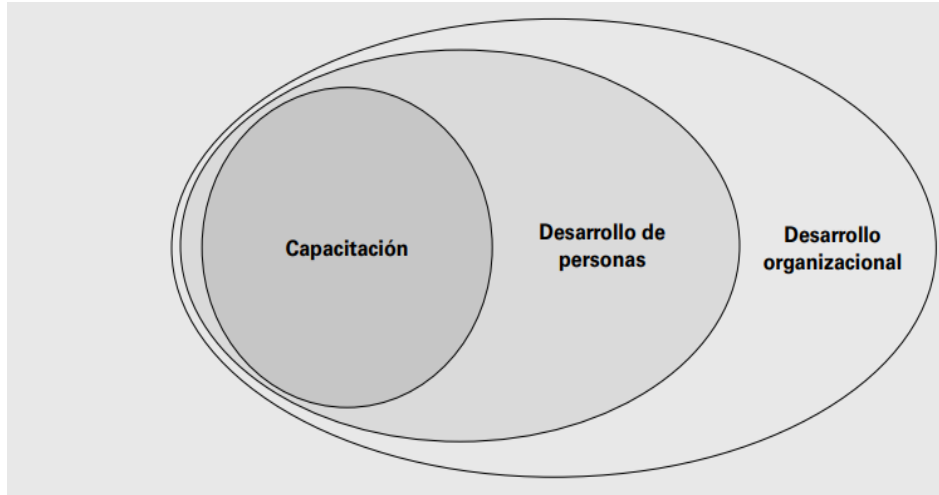 Capacitación
Desarrollo de
personas
Desarrollo
organizacional